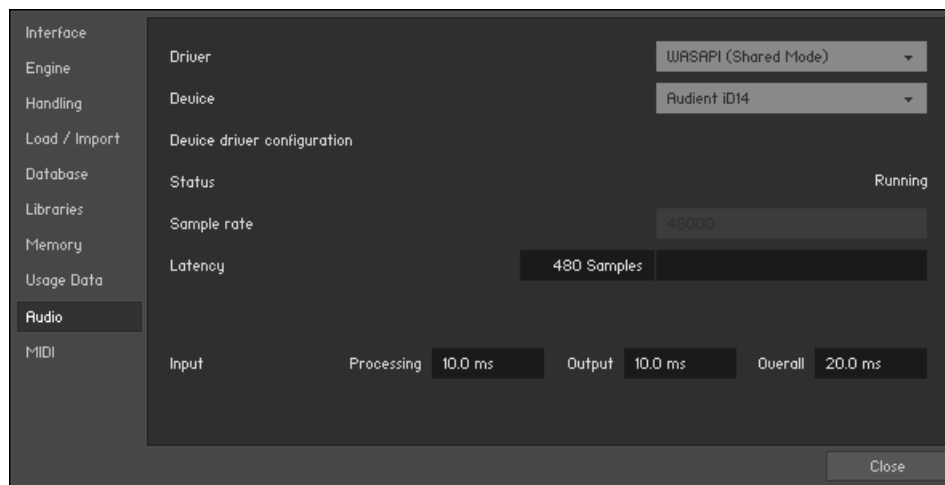 Interface
Engine
Handling
Load / Import
Database
Libraries
Memory
Usage Data
Audio
MIDI
Driver WASAPI (Shared Mode)
Device Audient iD14
Device driver configuration
Status Running
Sample rate 48000
Latency 480 Samples
Input Processing 10.0 ms Output 10.0 ms Overall 20.0 ms
Close